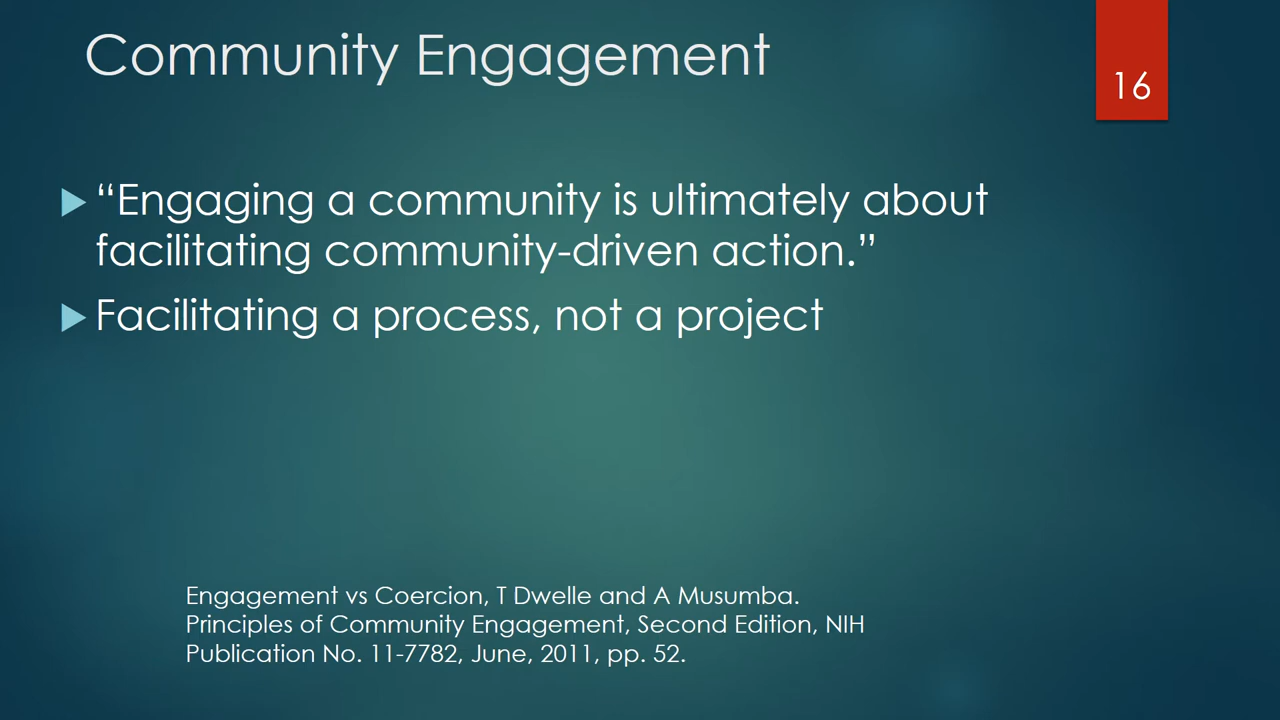 Community Engagement
16
“Engaging a community is ultimately about
facilitating community-driven action.”
Facilitating a process, not a project
Engagement vs Coercion, T Dwelle and A Musumba.
Principles of Community Engagement, Second Edition, NIH
Publication No. 11-7782, June, 2011, pp. 52.